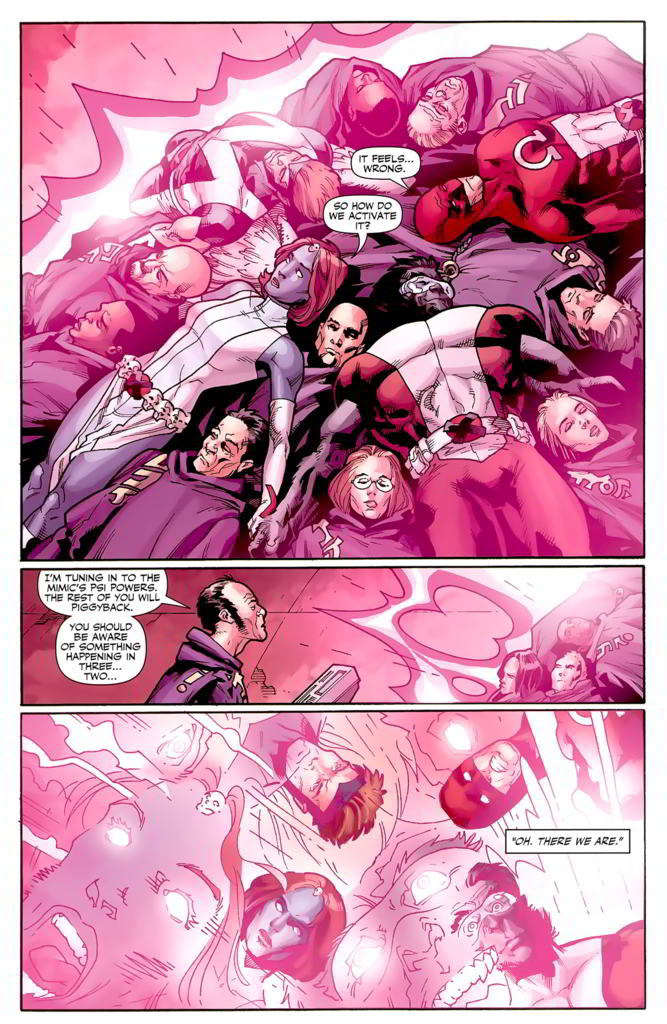 IT FEELS...
WRONG.
SO HOW DO
WE ACTIVATE
IT?
I'M TUNING IN TO THE
MIMIC'S PSI POWERS.
THE REST OF YOU WILL
PIGGYBACK.
YOU SHOULD
BE AWARE
OF SOMETHING
HAPPENING IN
THREE...
TWO...
"OH. THERE WE ARE."